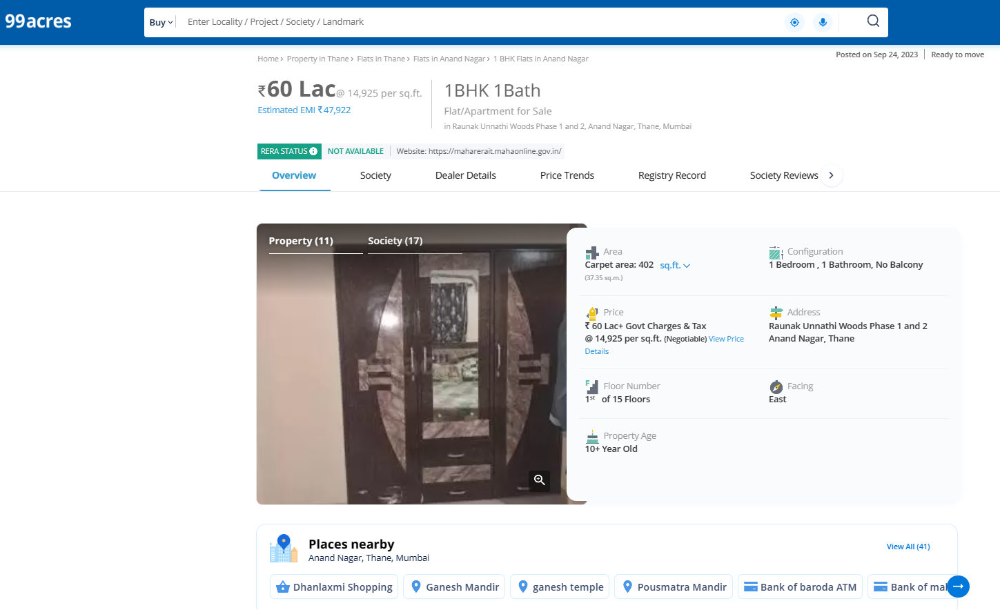 99acres
Buy
Enter Locality / Project / Society / Landmark
Home > Property in Thane > Flats in Thane > Flats in Anand Nagar > 1 BHK Flats in Anand Nagar
Posted on Sep 24, 2023 | Ready to move
₹60 Lac @ 14,925 per sq.ft.
Estimated EMI ₹47,922
1BHK 1Bath
Flat/Apartment for Sale
in Raunak Unnathi Woods Phase 1 and 2, Anand Nagar, Thane, Mumbai
RERA STATUS NOT AVAILABLE Website: https://maharerait.mahaonline.gov.in/
Overview Society Dealer Details Price Trends Registry Record Society Reviews
Property (11) Society (17)
Area
Carpet area: 402 sq.ft.
(37.35 sq.m.)
Configuration
1 Bedroom , 1 Bathroom, No Balcony
Price
₹ 60 Lac+ Govt Charges & Tax
@ 14,925 per sq.ft. (Negotiable) View Price
Details
Address
Raunak Unnathi Woods Phase 1 and 2
Anand Nagar, Thane
Floor Number
1st of 15 Floors
Facing
East
Property Age
10+ Year Old
Places nearby
Anand Nagar, Thane, Mumbai
View All (41)
Dhanlaxmi Shopping Ganesh Mandir ganesh temple Pousmatra Mandir Bank of baroda ATM Bank of mal